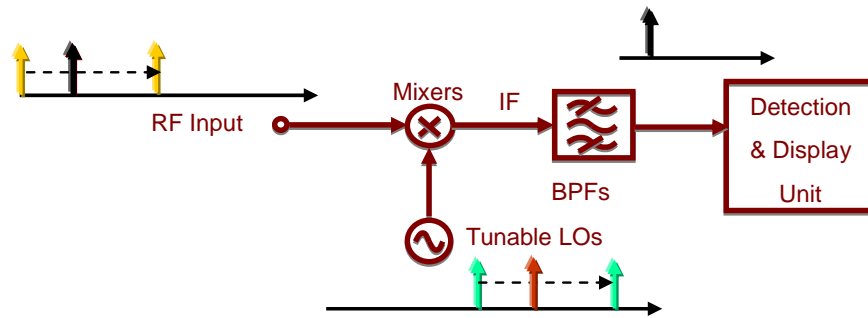 Mixers
IF
RF Input
Detection
& Display
Unit
BPFs
Tunable LOs